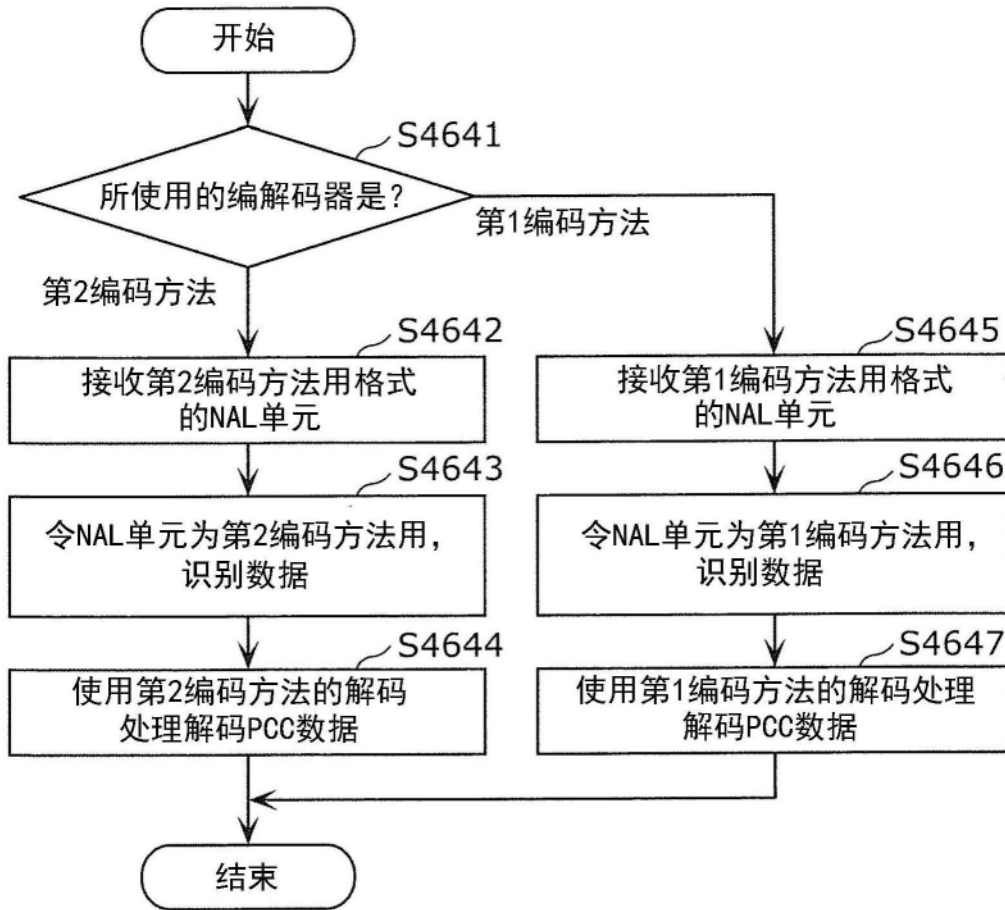 开始
S4641
所使用的编解码器是?
第1编码方法
第2编码方法
S4642
接收第2编码方法用格式
的NAL单元
S4643
令NAL单元为第2编码方法用,
识别数据
S4644
使用第2编码方法的解码
处理解码PCC数据
S4645
接收第1编码方法用格式
的NAL单元
S4646
令NAL单元为第1编码方法用,
识别数据
S4647
使用第1编码方法的解码处理
解码PCC数据
结束